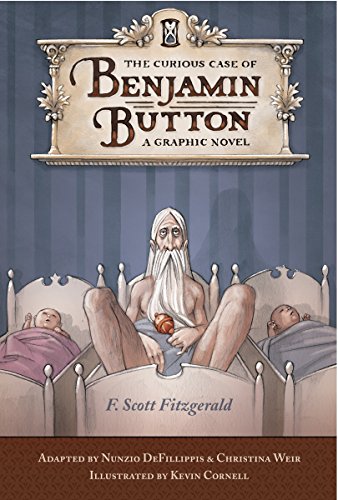 THE CURIOUS CASE OF
BENJAMIN
BUTTON
A GRAPHIC NOVEL
F. Scott Fitzgerald
ADAPTED BY NUNZIO DEFILLIPPIS & CHRISTINA WEIR
ILLUSTRATED BY KEVIN CORNELL